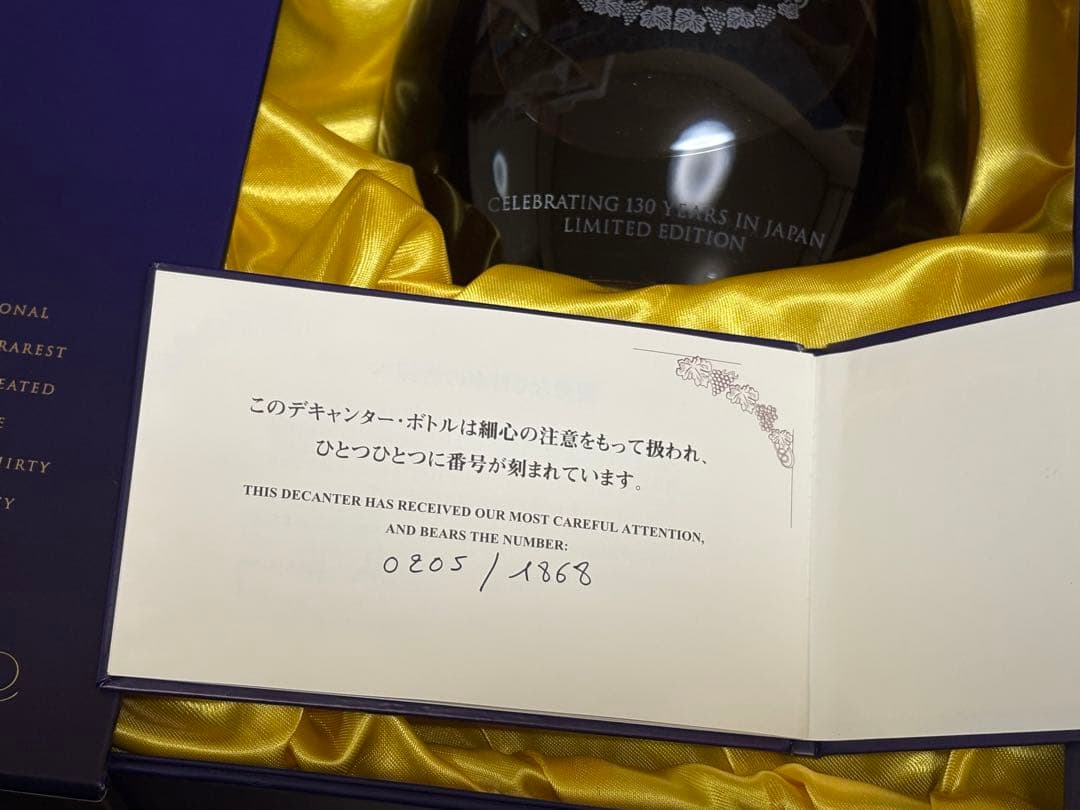 CELEBRATING 130 YEARS IN JAPAN
LIMITED EDITION
ONAL
RAREST
EATED
E
HIRTY
Y
このデキャンター・ボトルは細心の注意をもって扱われ、
ひとつひとつに番号が刻まれています。
THIS DECANTER HAS RECEIVED OUR MOST CAREFUL ATTENTION,
AND BEARS THE NUMBER:
0205 / 1868